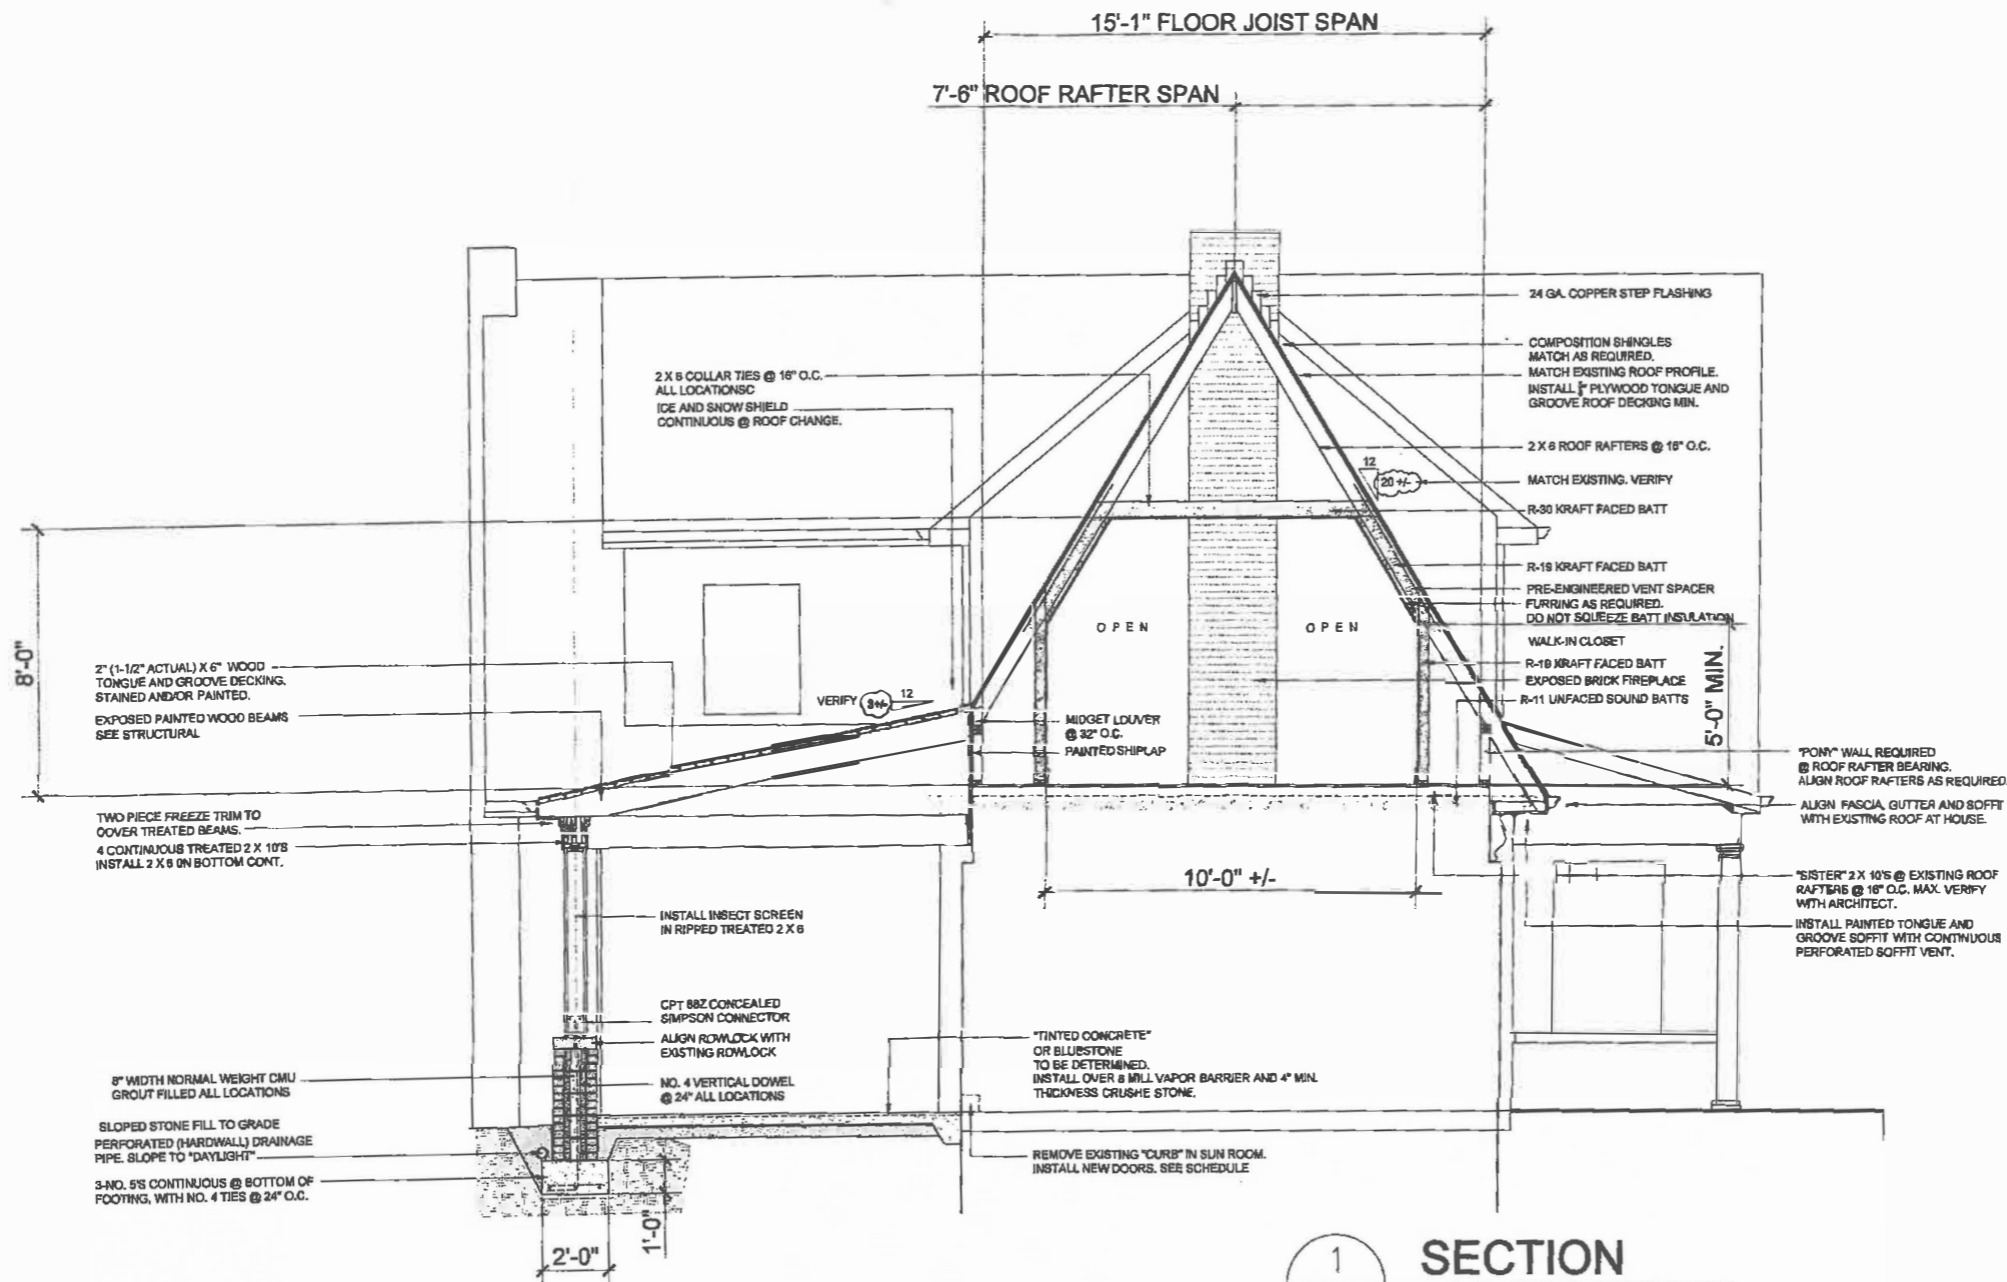 15'-1" FLOOR JOIST SPAN
7'-6" ROOF RAFTER SPAN
24 GA. COPPER STEP FLASHING
COMPOSITION SHINGLES
MATCH AS REQUIRED.
MATCH EXISTING ROOF PROFILE.
INSTALL PLYWOOD TONGUE AND
GROOVE ROOF DECKING MIN.
2 X 6 COLLAR TIES @ 16" O.C.
ALL LOCATIONSC
ICE AND SNOW SHIELD
CONTINUOUS @ ROOF CHANGE.
2 X 6 ROOF RAFTERS @ 16" O.C.
12
20 +/-
MATCH EXISTING. VERIFY
R-30 KRAFT FACED BATT
R-19 KRAFT FACED BATT
PRE-ENGINEERED VENT SPACER
FURRING AS REQUIRED.
DO NOT SQUEEZE BATT INSULATION
OPEN
OPEN
WALK-IN CLOSET
R-19 KRAFT FACED BATT
EXPOSED BRICK FIREPLACE
R-11 UNFACED SOUND BATTS
8'-0"
5'-0" MIN.
2" (1-1/2" ACTUAL) X 6" WOOD
TONGUE AND GROOVE DECKING.
STAINED AND/OR PAINTED.
EXPOSED PAINTED WOOD BEAMS
SEE STRUCTURAL
VERIFY
3+/-
12
MIDGET LOUVER
@ 32" O.C.
PAINTED SHIPLAP
"PONY" WALL REQUIRED
@ ROOF RAFTER BEARING.
ALIGN ROOF RAFTERS AS REQUIRED.
ALIGN FASCIA, GUTTER AND SOFFIT
WITH EXISTING ROOF AT HOUSE.
TWO PIECE FREEZE TRIM TO
COVER TREATED BEAMS.
4 CONTINUOUS TREATED 2 X 10'S
INSTALL 2 X 6 ON BOTTOM CONT.
10'-0" +/-
"SISTER" 2 X 10'S @ EXISTING ROOF
RAFTERS @ 16" O.C. MAX. VERIFY
WITH ARCHITECT.
INSTALL PAINTED TONGUE AND
GROOVE SOFFIT WITH CONTINUOUS
PERFORATED SOFFIT VENT.
INSTALL INSECT SCREEN
IN RIPPED TREATED 2 X 6
CPT CONCEALED
SIMPSON CONNECTOR
ALIGN ROWLOCK WITH
EXISTING ROWLOCK
"TINTED CONCRETE"
OR BLUESTONE
TO BE DETERMINED.
INSTALL OVER 8 MILL VAPOR BARRIER AND 4" MIN.
THICKNESS CRUSHE STONE.
8" WIDTH NORMAL WEIGHT CMU
GROUT FILLED ALL LOCATIONS
NO. 4 VERTICAL DOWEL
@ 24" ALL LOCATIONS
SLOPED STONE FILL TO GRADE
PERFORATED (HARDWALL) DRAINAGE
PIPE. SLOPE TO "DAYLIGHT"
REMOVE EXISTING "CURB" IN SUN ROOM.
INSTALL NEW DOORS. SEE SCHEDULE
3-NO. 5'S CONTINUOUS @ BOTTOM OF
FOOTING, WITH NO. 4 TIES @ 24" O.C.
2'-0"
1'-0"
1
SECTION